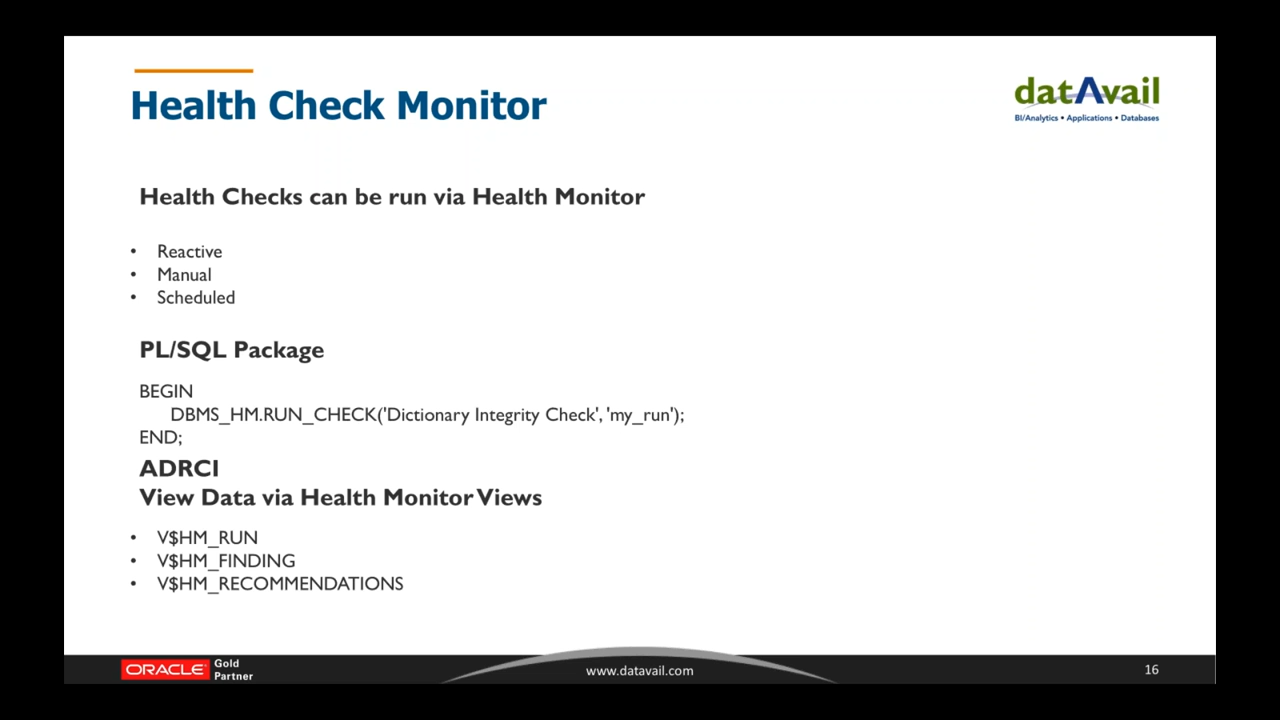 Health Check Monitor
datAvail
BI/Analytics • Applications • Databases
Health Checks can be run via Health Monitor
• Reactive
• Manual
• Scheduled
PL/SQL Package
BEGIN
DBMS_HM.RUN_CHECK('Dictionary Integrity Check', 'my_run');
END;
ADRCI
View Data via Health Monitor Views
• V$HM_RUN
• V$HM_FINDING
• V$HM_RECOMMENDATIONS
ORACLE Gold
Partner
www.datavail.com
16